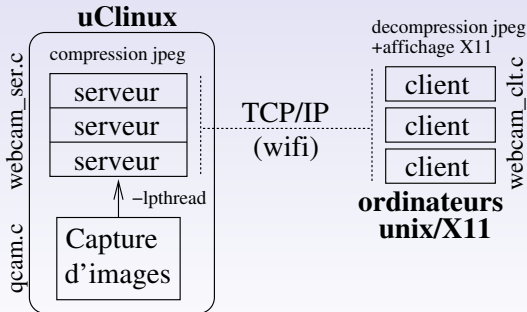 uClinux
compression jpeg
serveur
serveur
serveur
webcam_ser.c
–lpthread
Capture
d'images
qcam.c
TCP/IP
(wifi)
decompression jpeg
+affichage X11
client
client
client
webcam_clt.c
ordinateurs
unix/X11